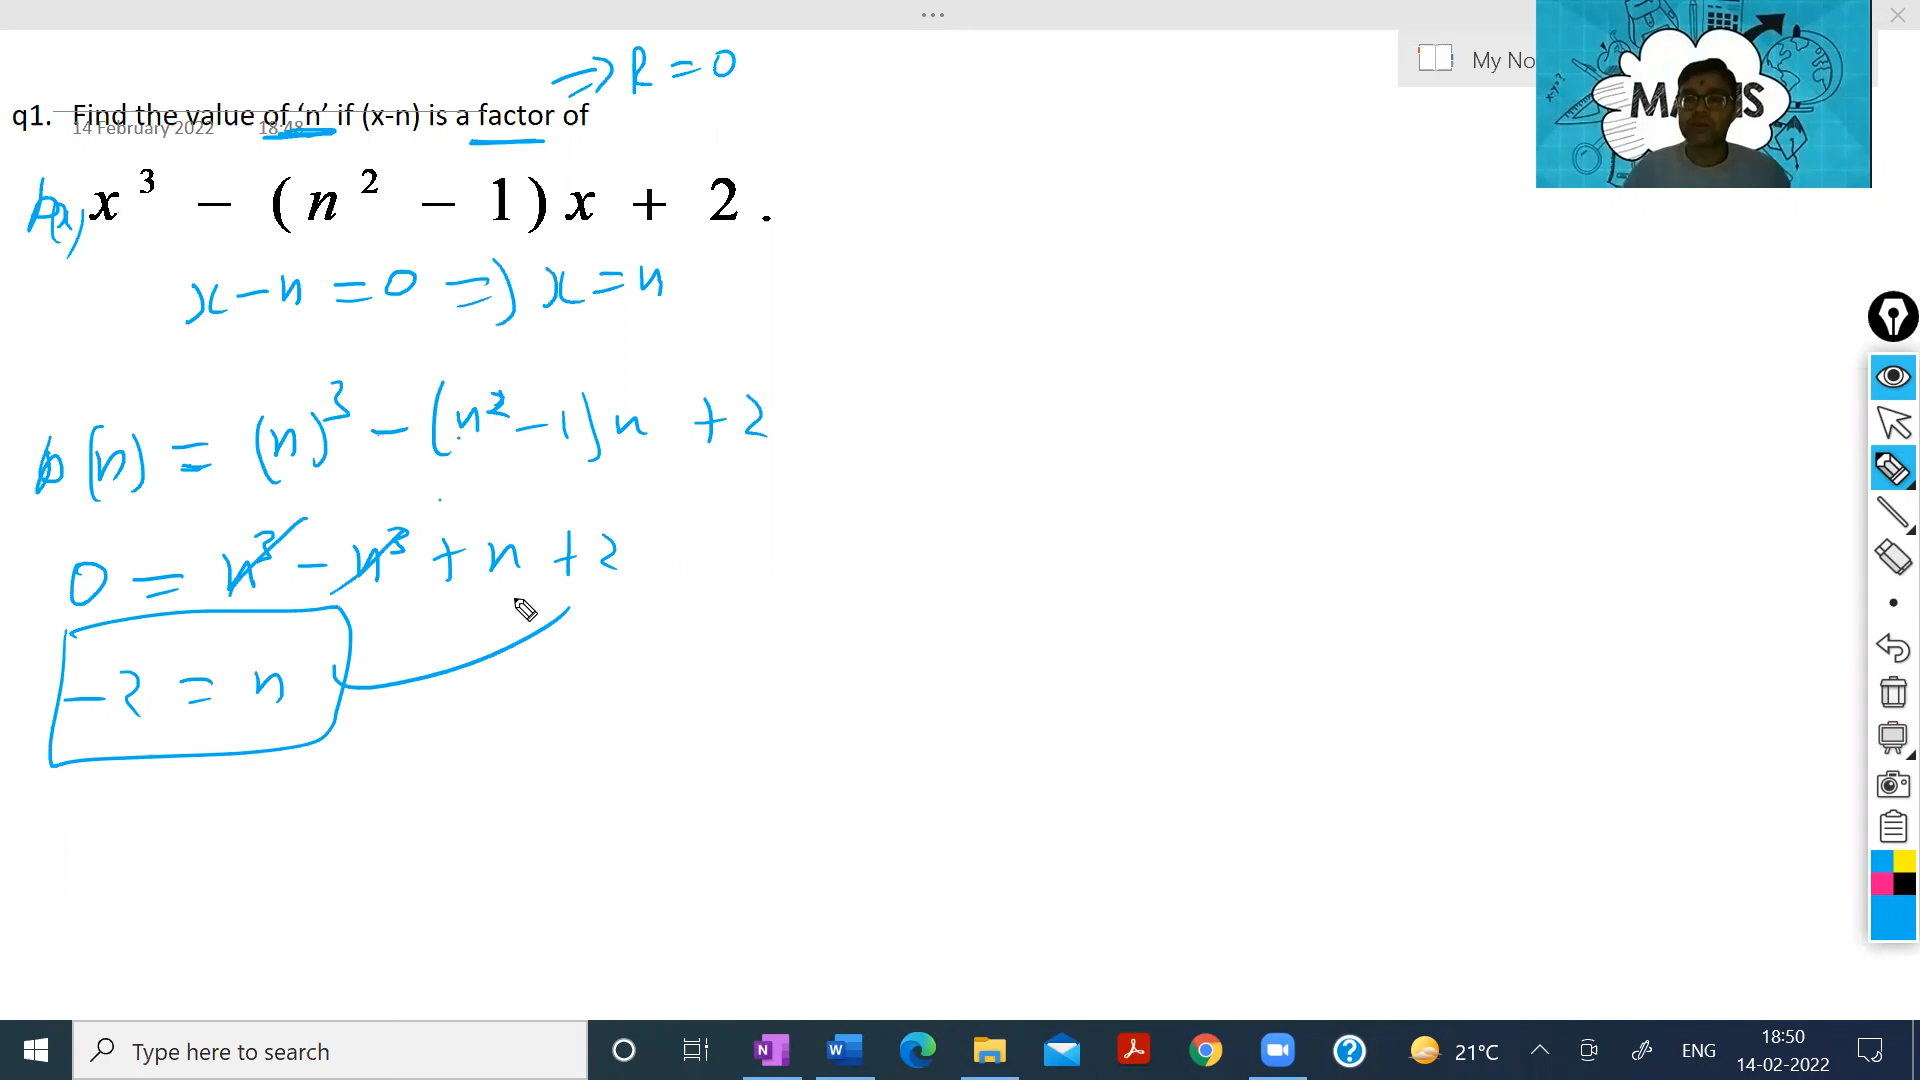 ⇒ R = 0
My No
MATHS
q1. Find the value of ‘n’ if (x-n) is a factor of
14 February 2022 18:48
p(x) x³ − (n² − 1)x + 2.
x − n = 0 ⇒ x = n
p(n) = (n)³ − (n² − 1)n + 2
0 = n³ − n³ + n + 2
−2 = n
Type here to search
21°C
ENG
18:50
14-02-2022